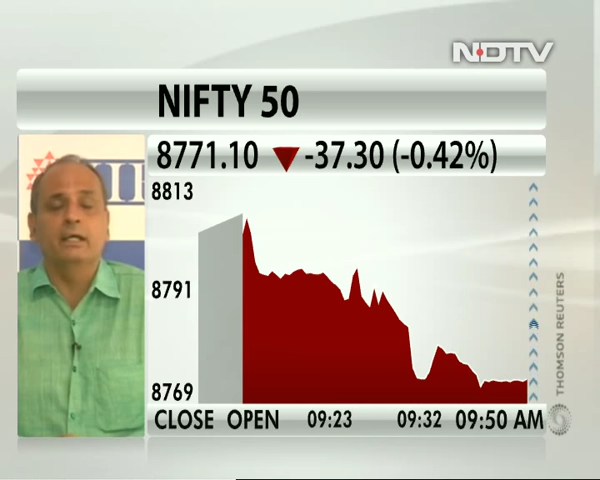 NDTV
NIFTY 50
8771.10 ▼ -37.30 (-0.42%)
8813
8791
8769
CLOSE OPEN 09:23 09:32 09:50 AM
THOMSON REUTERS